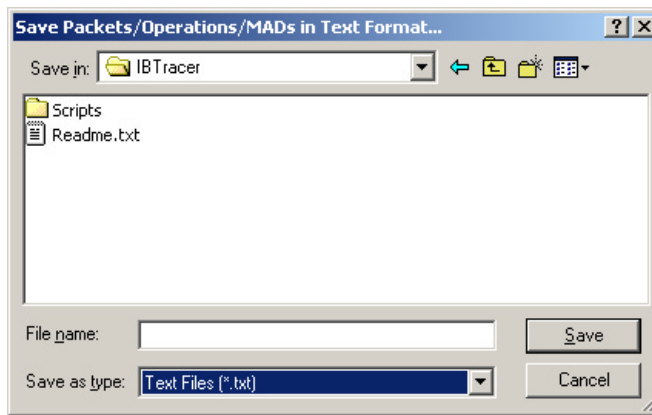 Save Packets/Operations/MADs in Text Format...
Save in: IBTracer
Scripts
Readme.txt
File name:
Save
Save as type: Text Files (*.txt)
Cancel